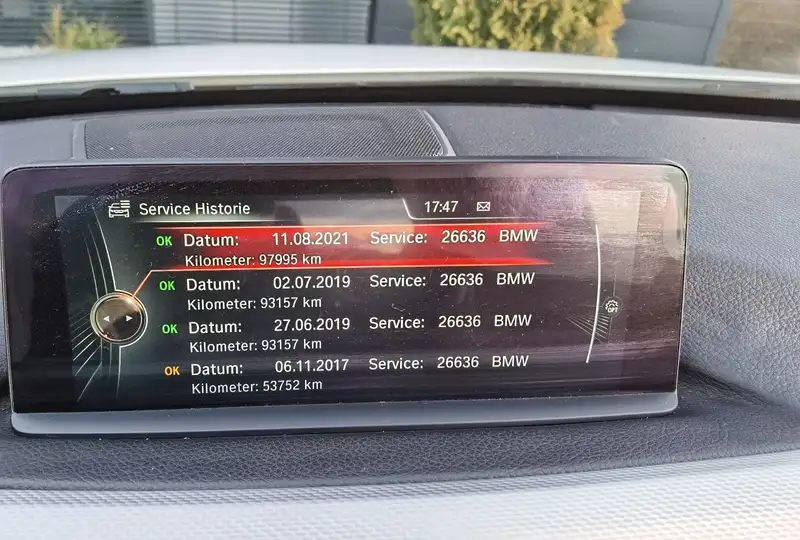 Service Historie 17:47
OK Datum: 11.08.2021 Service: 26636 BMW
Kilometer: 97995 km
OK Datum: 02.07.2019 Service: 26636 BMW
Kilometer: 93157 km
OK Datum: 27.06.2019 Service: 26636 BMW
Kilometer: 93157 km
OK Datum: 06.11.2017 Service: 26636 BMW
Kilometer: 53752 km
OPT